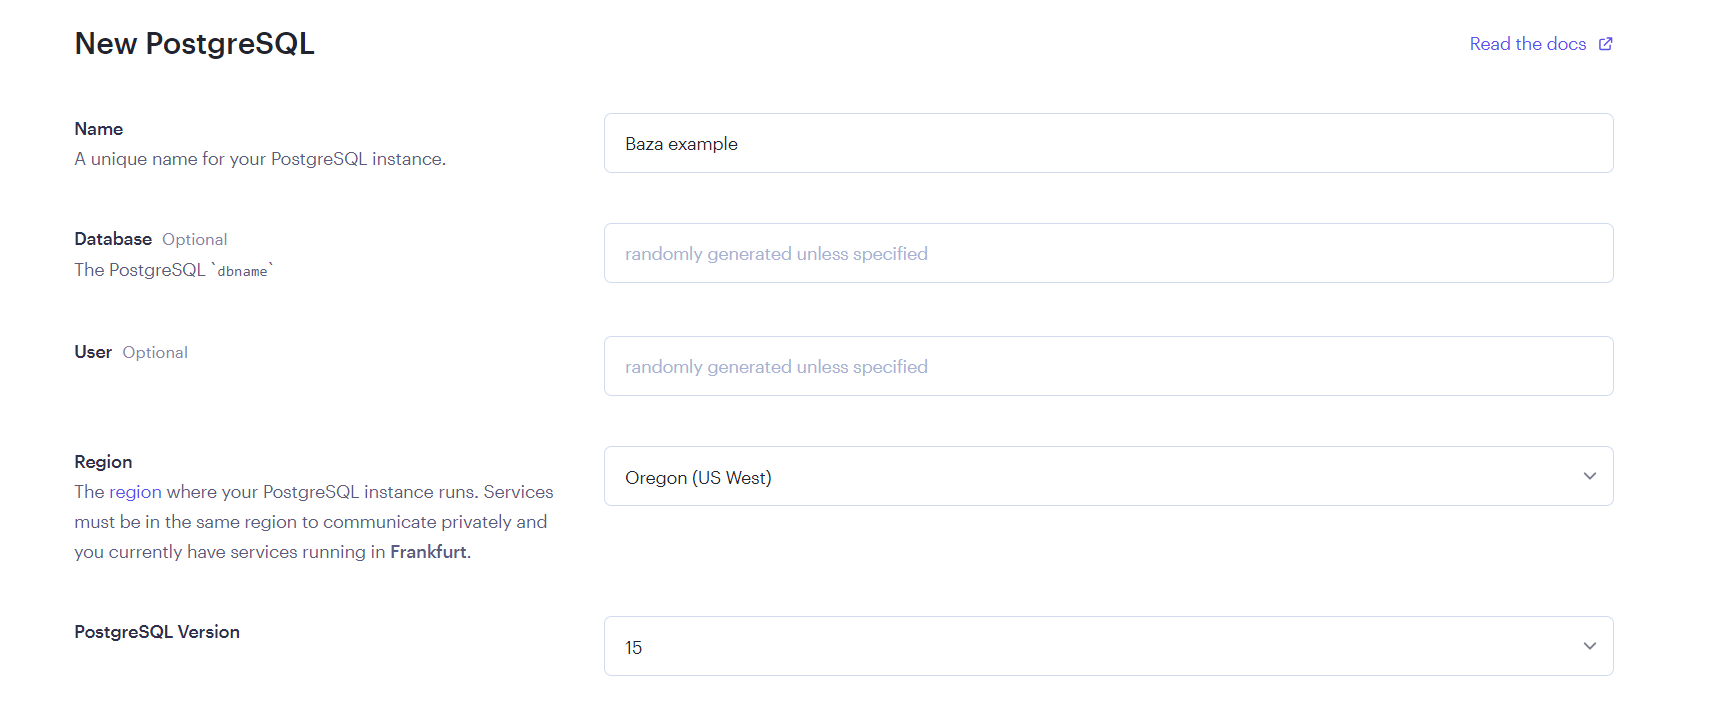 New PostgreSQL
Read the docs
Name
A unique name for your PostgreSQL instance.
Baza example
Database Optional
The PostgreSQL `dbname`
randomly generated unless specified
User Optional
randomly generated unless specified
Region
The region where your PostgreSQL instance runs. Services
must be in the same region to communicate privately and
you currently have services running in Frankfurt.
Oregon (US West)
PostgreSQL Version
15